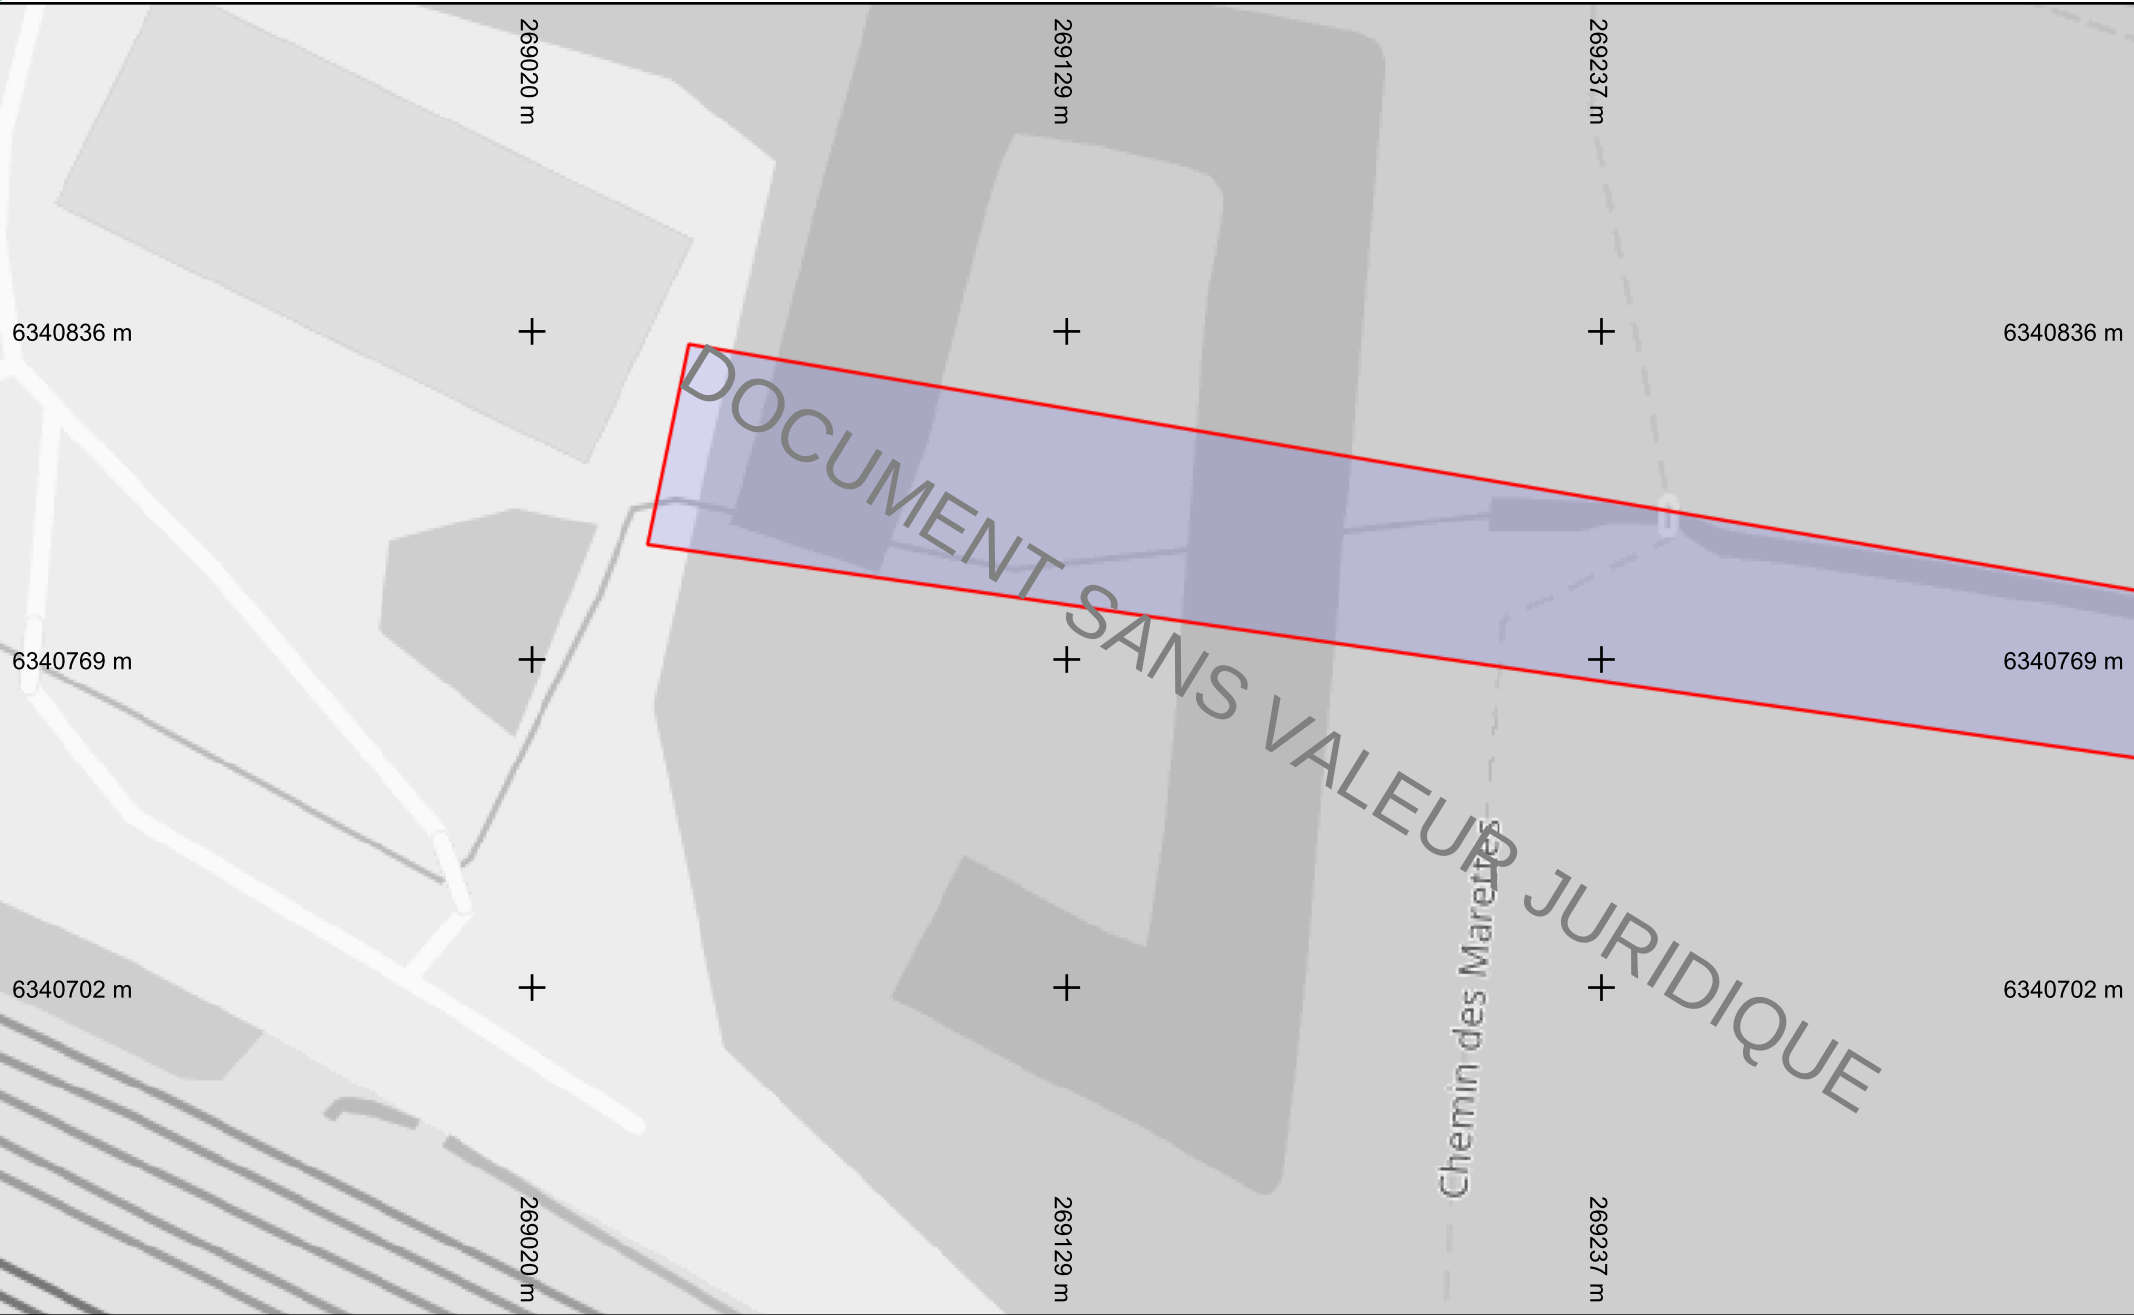 269020 m
269129 m
269237 m
6340836 m
6340836 m
DOCUMENT SANS VALEUR JURIDIQUE
6340769 m
6340769 m
Chemin des Marettes
6340702 m
6340702 m
269020 m
269129 m
269237 m